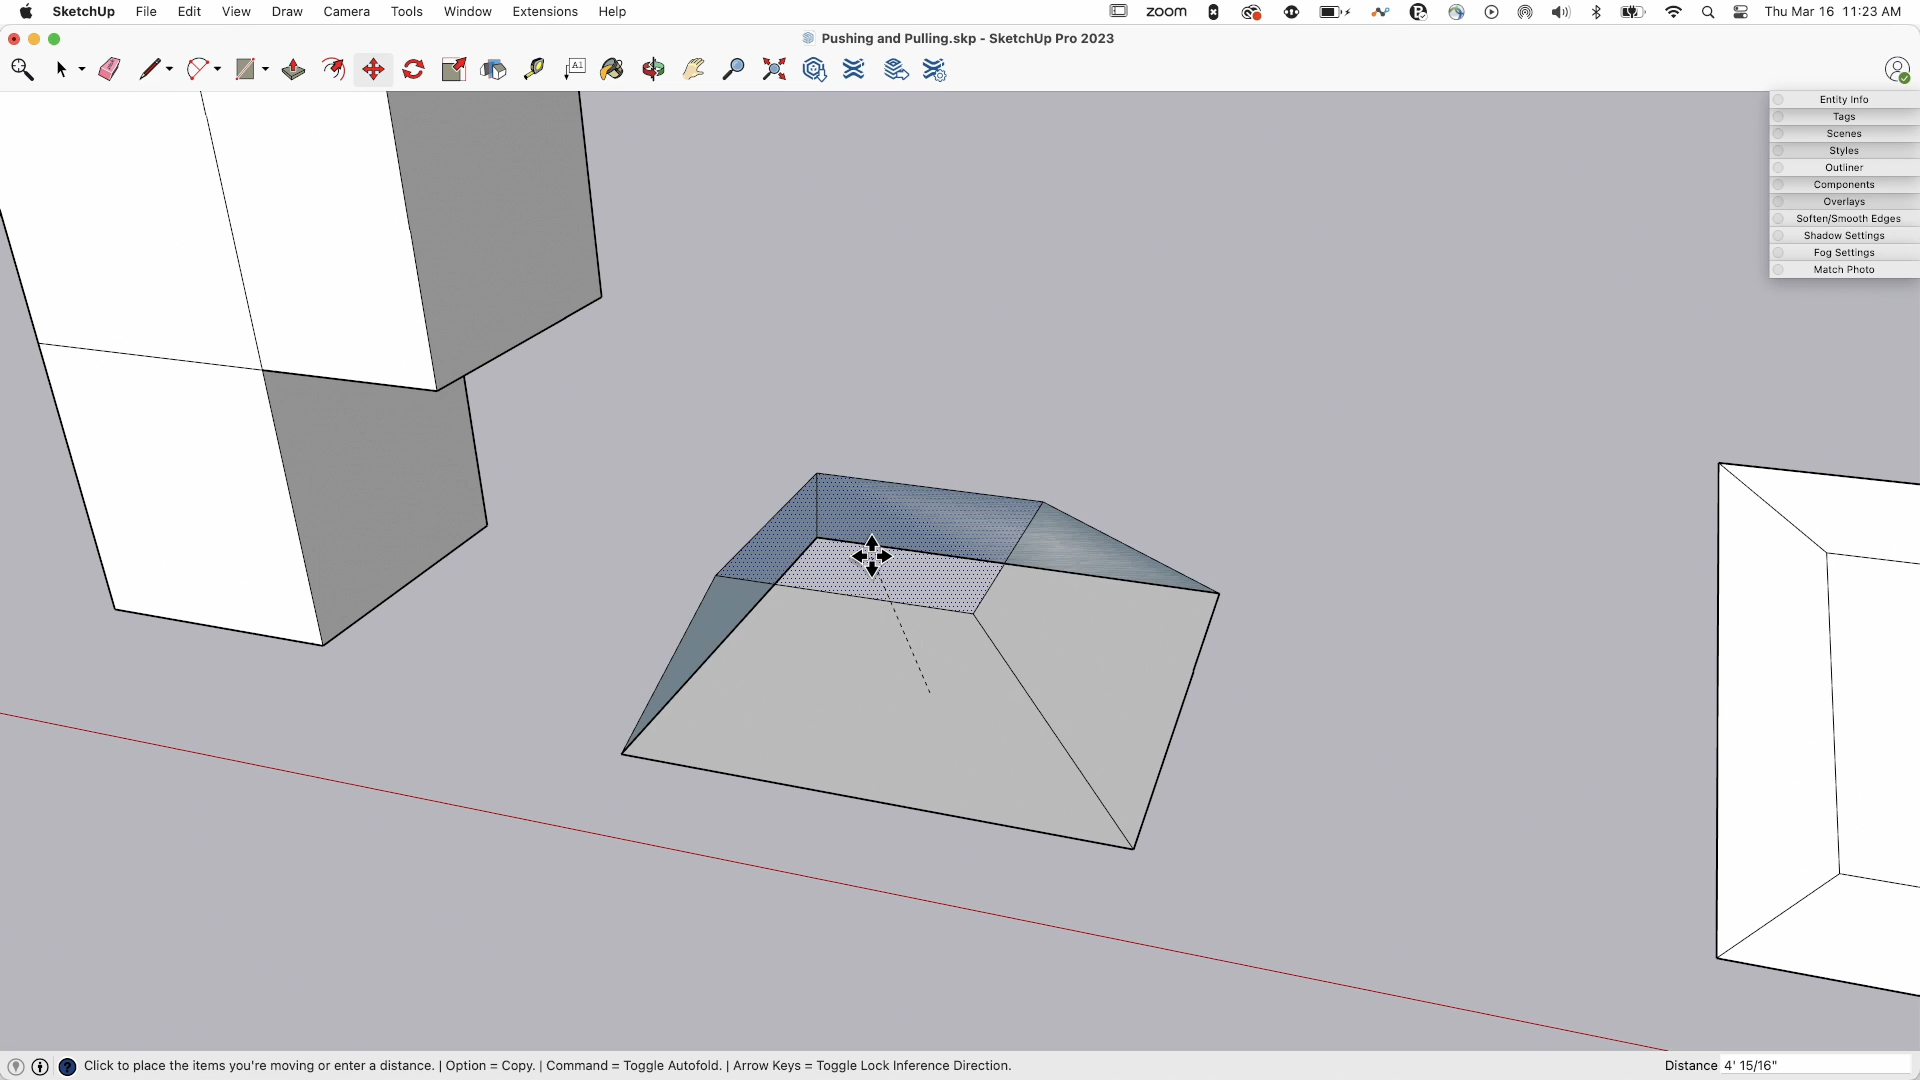 SketchUp File Edit View Draw Camera Tools Window Extensions Help zoom Thu Mar 16 11:23 AM
Pushing and Pulling.skp - SketchUp Pro 2023
A1
Entity Info
Tags
Scenes
Styles
Outliner
Components
Overlays
Soften/Smooth Edges
Shadow Settings
Fog Settings
Match Photo
Click to place the items you're moving or enter a distance. | Option = Copy. | Command = Toggle Autofold. | Arrow Keys = Toggle Lock Inference Direction. Distance 4' 15/16"